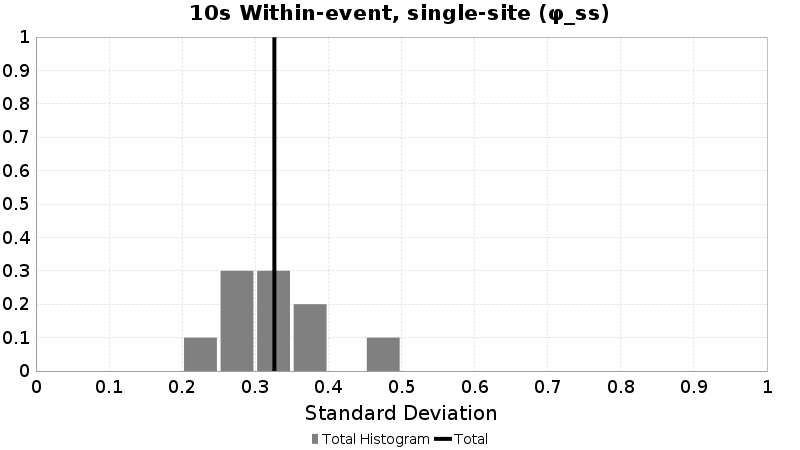 10s Within-event, single-site (φ_ss)
1
0.9
0.8
0.7
0.6
0.5
0.4
0.3
0.2
0.1
0
0 0.1 0.2 0.3 0.4 0.5 0.6 0.7 0.8 0.9 1
Standard Deviation
Total Histogram Total